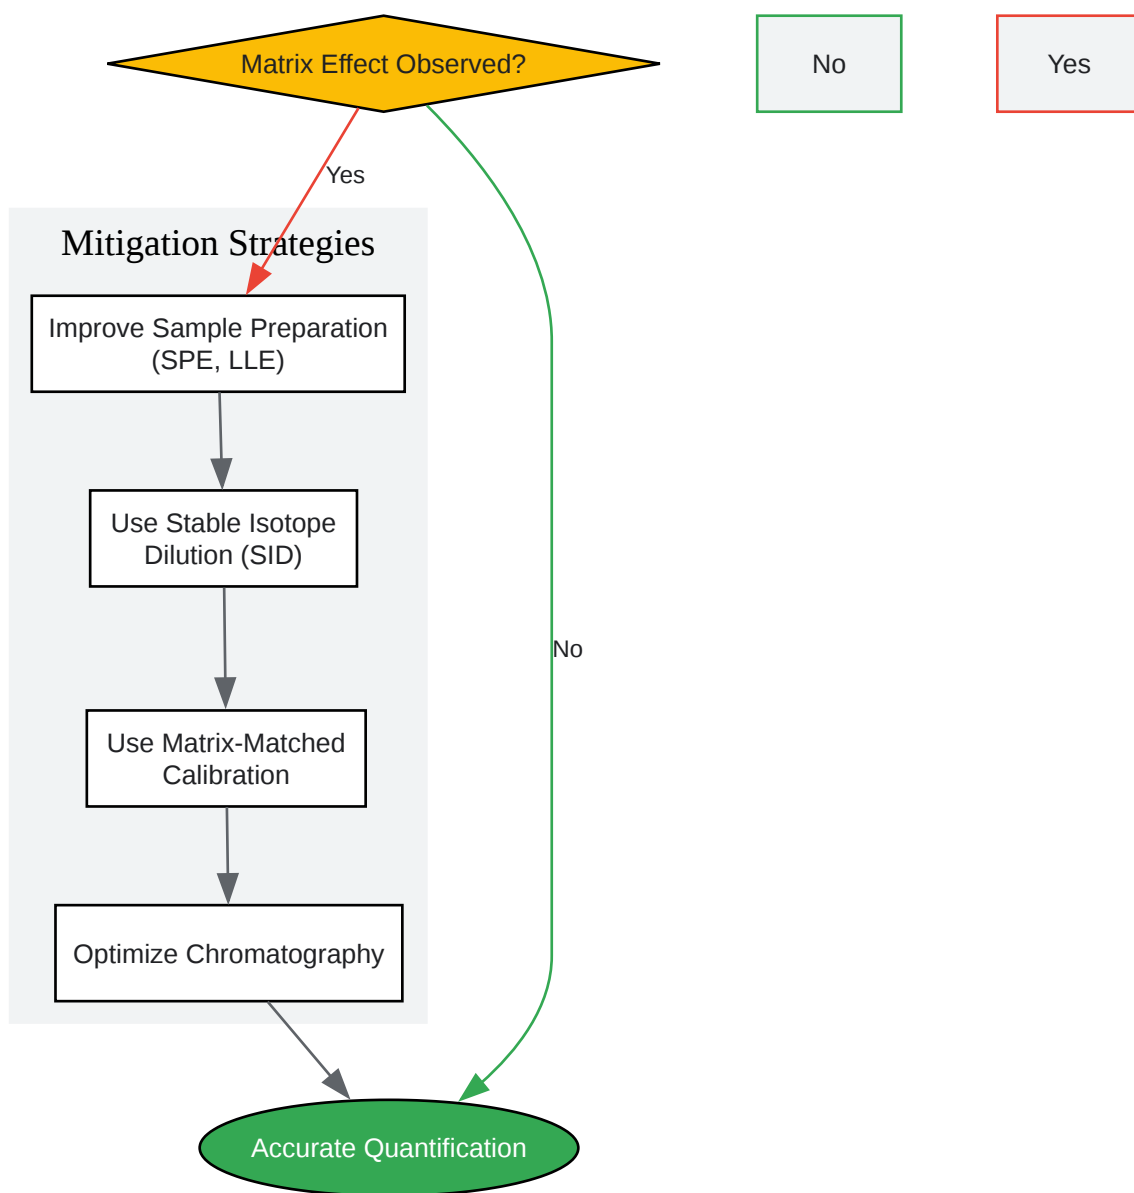 Matrix Effect Observed?
No
Yes
Yes
Mitigation Strategies
Improve Sample Preparation
(SPE, LLE)
Use Stable Isotope
Dilution (SID)
No
Use Matrix-Matched
Calibration
Optimize Chromatography
Accurate Quantification